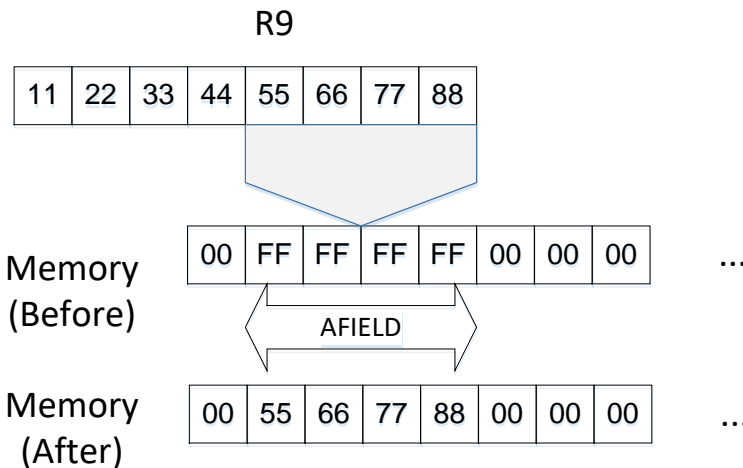 R9
11 22 33 44 55 66 77 88
Memory
(Before)
00 FF FF FF FF 00 00 00 ...
AFIELD
Memory
(After)
00 55 66 77 88 00 00 00 ...